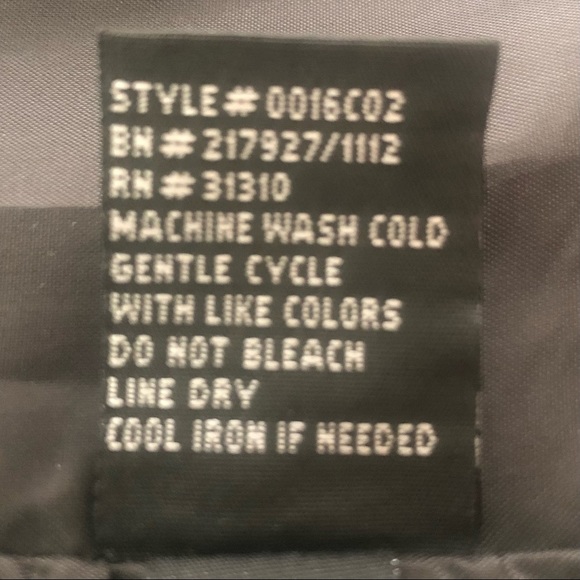 STYLE# 0016C02
BN# 217927/1112
RN# 31310
MACHINE WASH COLD
GENTLE CYCLE
WITH LIKE COLORS
DO NOT BLEACH
LINE DRY
COOL IRON IF NEEDED